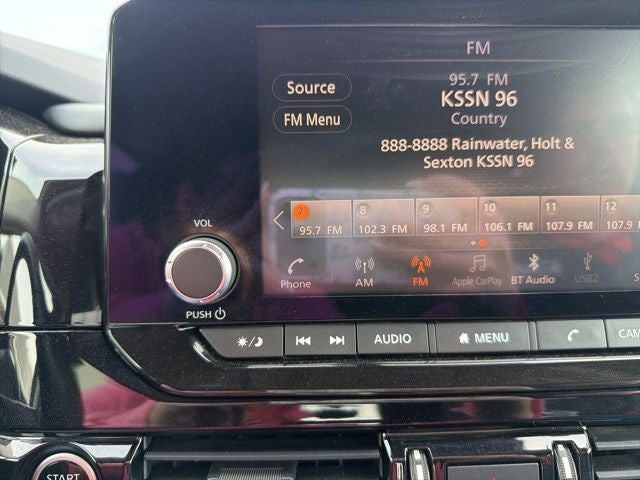 FM
Source
95.7 FM
KSSN 96
FM Menu
Country
888-8888 Rainwater, Holt &
Sexton KSSN 96
7 8 9 10 11 12
95.7 FM 102.3 FM 98.1 FM 106.1 FM 107.9 FM 107.9
VOL
Phone AM FM Apple CarPlay BT Audio USB2
PUSH
AUDIO MENU CAM
START